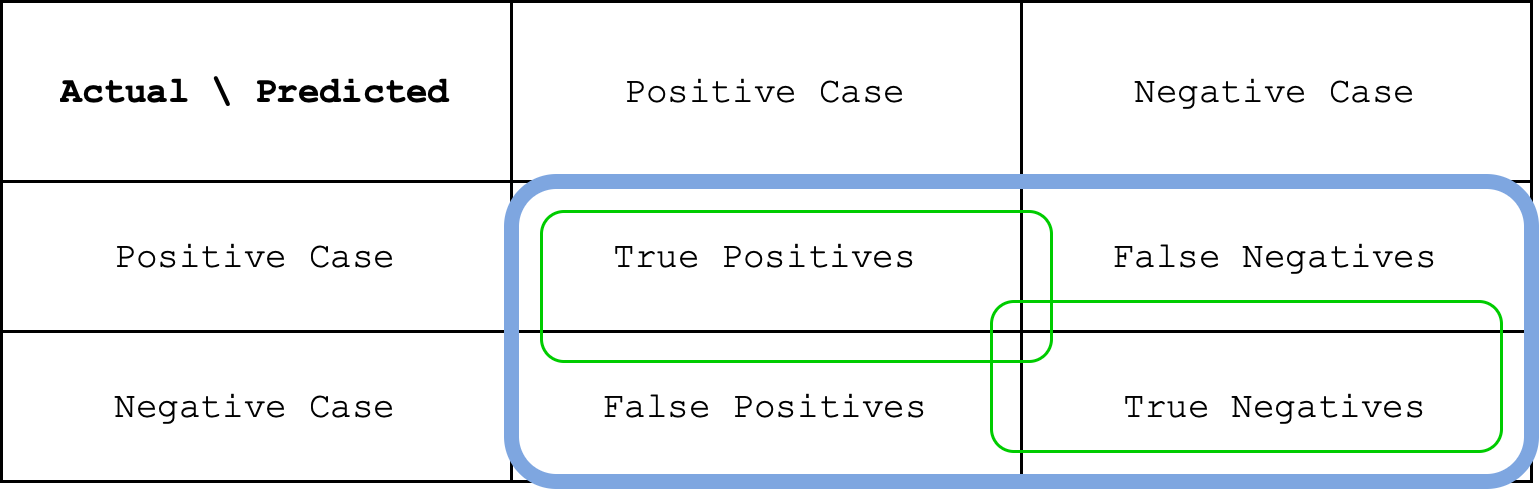 Actual \ Predicted Positive Case Negative Case
Positive Case True Positives False Negatives
Negative Case False Positives True Negatives